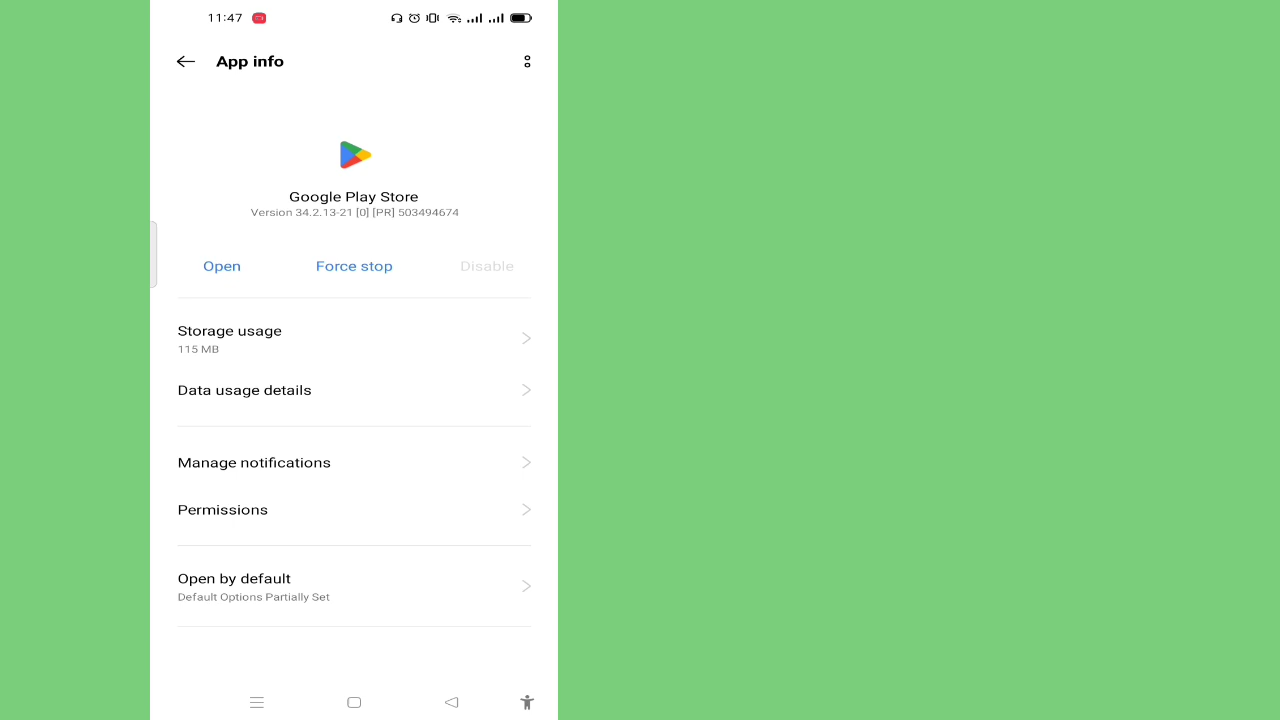 11:47
App info
Google Play Store
Version 34.2.13-21 [0] [PR] 503494674
Open Force stop Disable
Storage usage
115 MB
Data usage details
Manage notifications
Permissions
Open by default
Default Options Partially Set